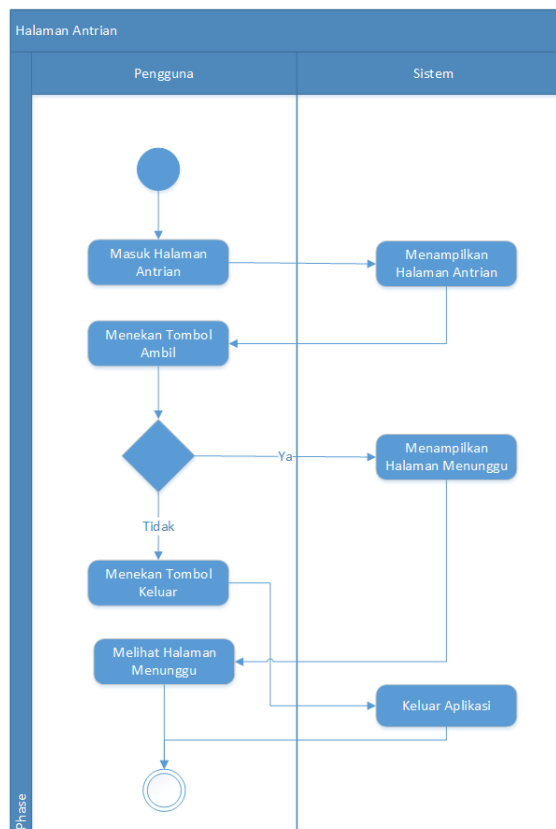 Halaman Antrian
Pengguna
Sistem
Masuk Halaman
Antrian
Menampilkan
Halaman Antrian
Menekan Tombol
Ambil
Ya
Menampilkan
Halaman Menunggu
Tidak
Menekan Tombol
Keluar
Melihat Halaman
Menunggu
Keluar Aplikasi
Phase